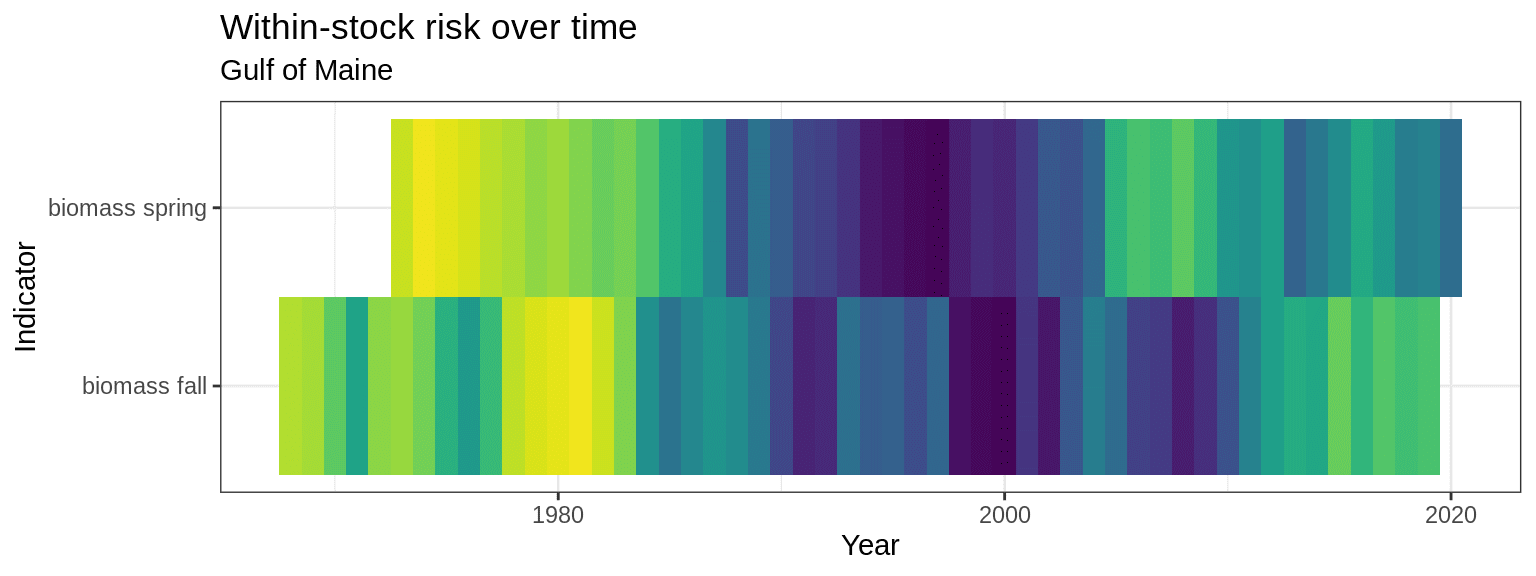 Within-stock risk over time
Gulf of Maine
Indicator
biomass spring
biomass fall
1980
2000
2020
Year